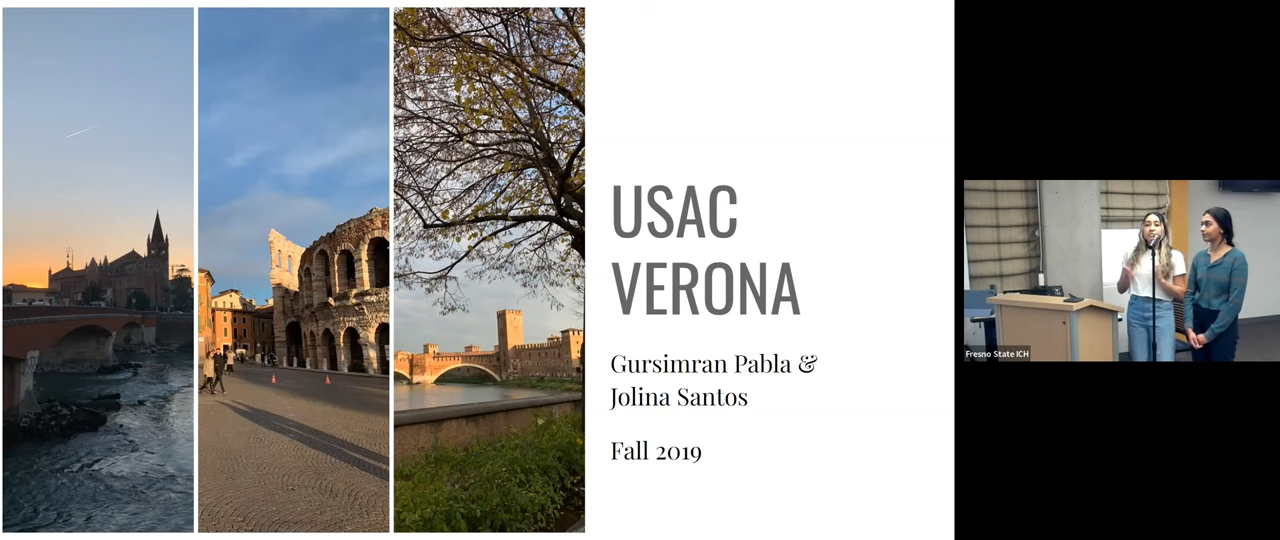 USAC
VERONA
Gursimran Pabla &
Jolina Santos
Fall 2019
Fresno State ICH